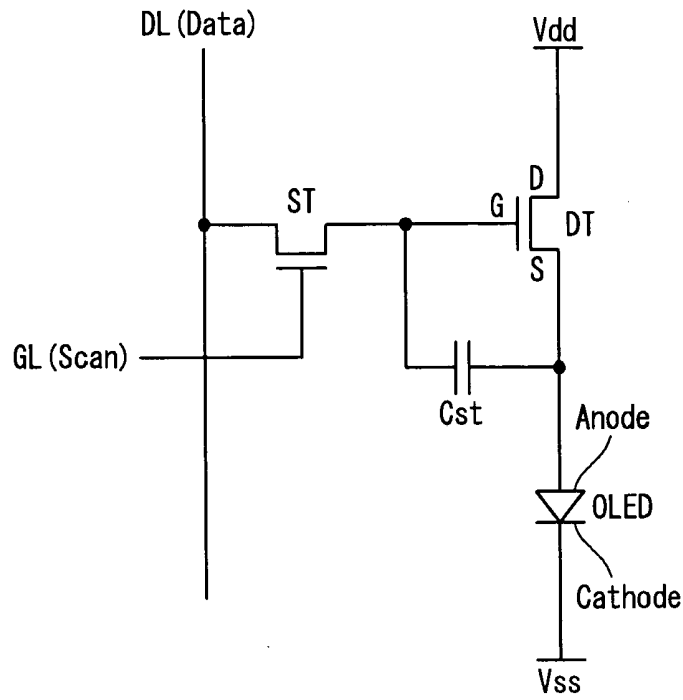 DL(Data)
Vdd
D
ST
G
DT
S
GL(Scan)
Cst
Anode
OLED
Cathode
Vss